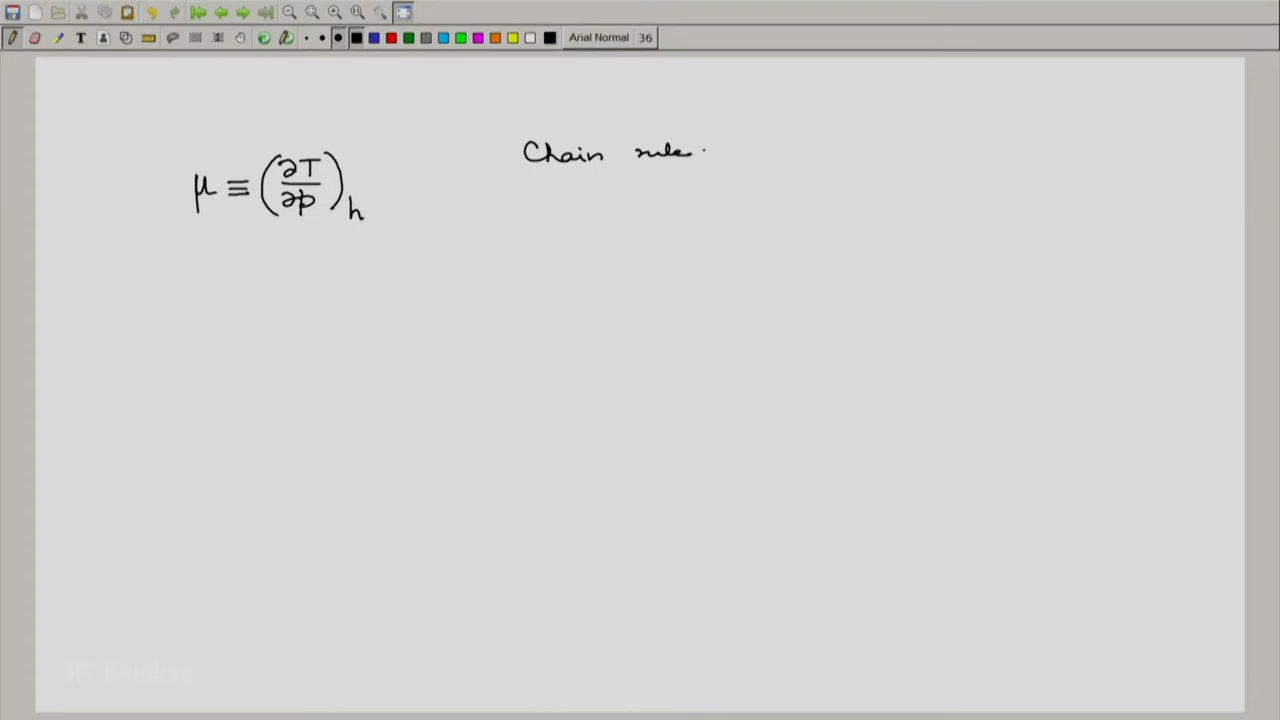 Arial Normal 36
Chain rule.
μ ≡ (∂T/∂p)_h